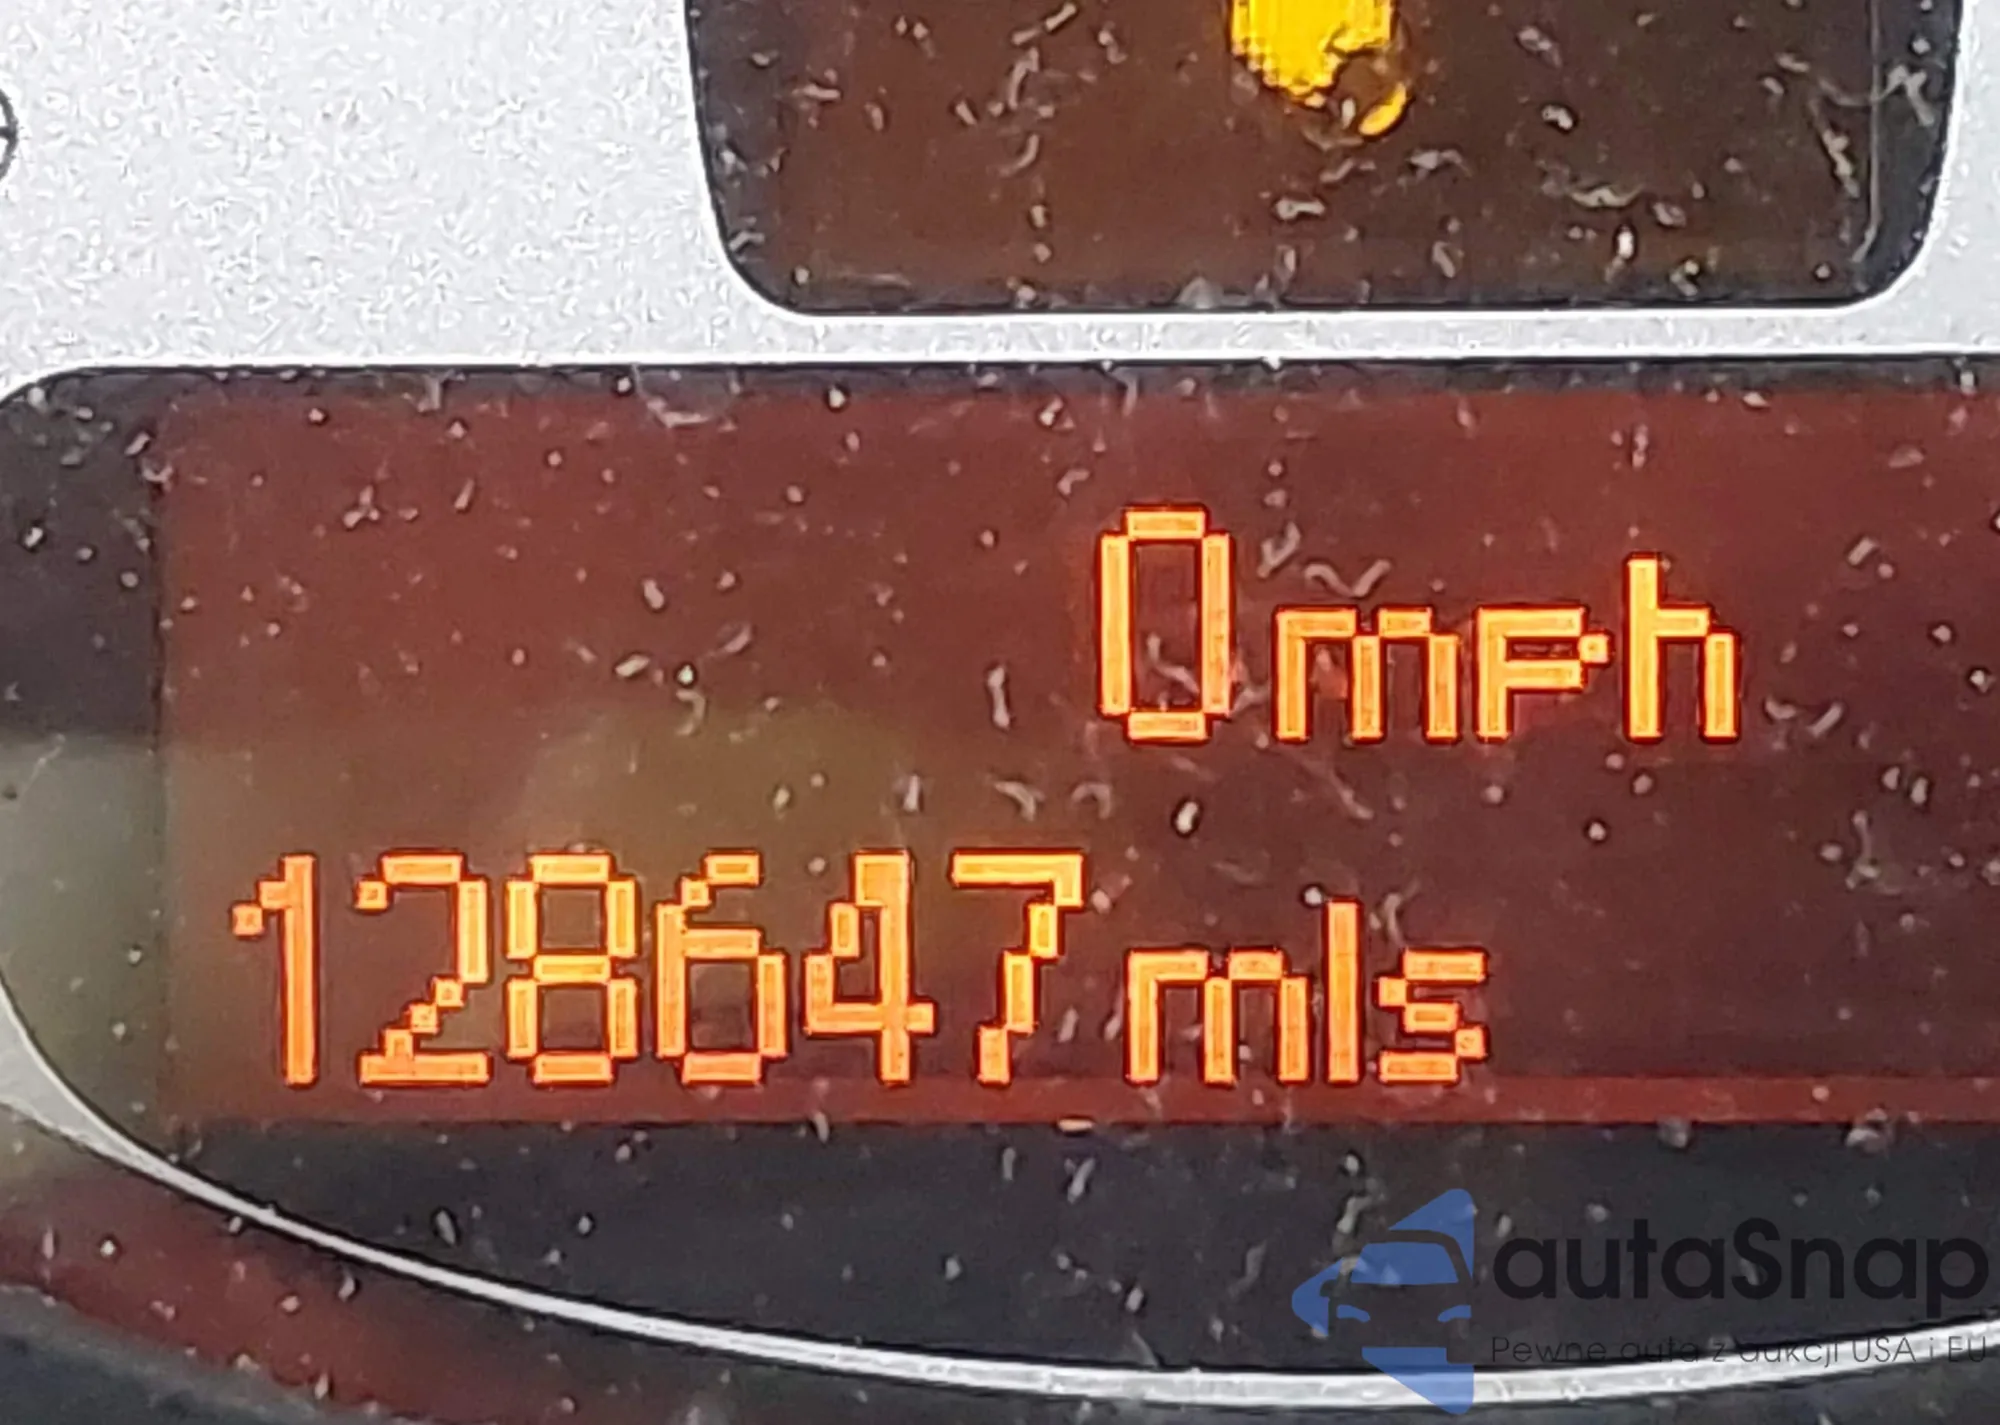 0mph
128647mls
autaSnap
Pewne auta z aukcji USA i EU